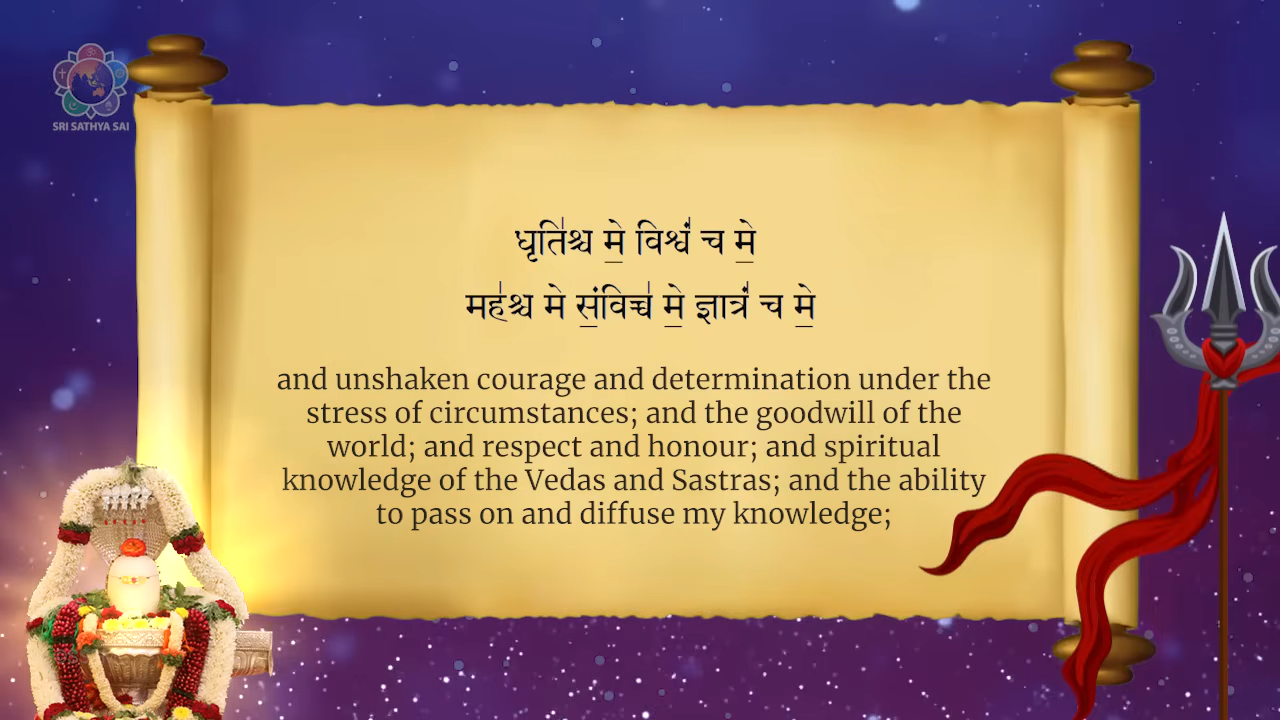 SRI SATHYA SAI
धृति॑श्च मे॒ विश्वं॑ च मे॒
मह॑श्च मे सं॒विच्च॑ मे॒ ज्ञात्रं॑ च मे॒
and unshaken courage and determination under the
stress of circumstances; and the goodwill of the
world; and respect and honour; and spiritual
knowledge of the Vedas and Sastras; and the ability
to pass on and diffuse my knowledge;